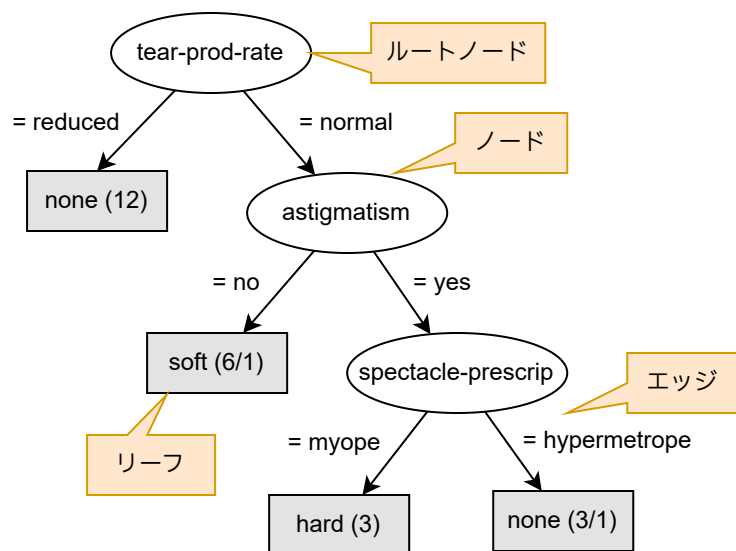 tear-prod-rate
ルートノード
= reduced
= normal
ノード
none (12)
astigmatism
= no
= yes
soft (6/1)
spectacle-prescrip
エッジ
リーフ
= myope
= hypermetrope
hard (3)
none (3/1)